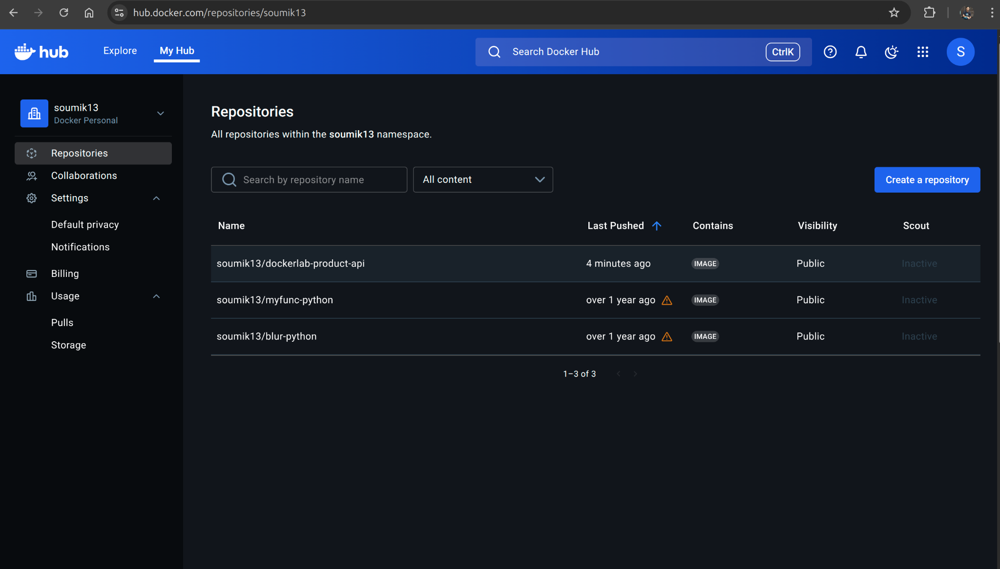 hub.docker.com/repositories/soumik13
hub
Explore
My Hub
Search Docker Hub
CtrlK
S
soumik13
Docker Personal
Repositories
Collaborations
Settings
Default privacy
Notifications
Billing
Usage
Pulls
Storage
Repositories
All repositories within the soumik13 namespace.
Search by repository name
All content
Create a repository
Name Last Pushed Contains Visibility Scout
soumik13/dockerlab-product-api 4 minutes ago IMAGE Public Inactive
soumik13/myfunc-python over 1 year ago IMAGE Public Inactive
soumik13/blur-python over 1 year ago IMAGE Public Inactive
1–3 of 3